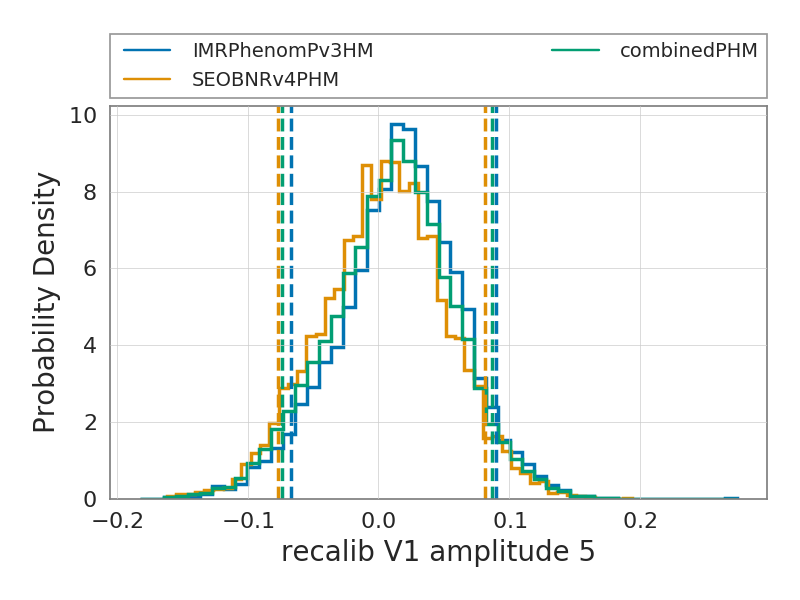 IMRPhenomPv3HM
SEOBNRv4PHM
combinedPHM
10
8
6
4
2
0
−0.2
−0.1
0.0
0.1
0.2
Probability Density
recalib V1 amplitude 5